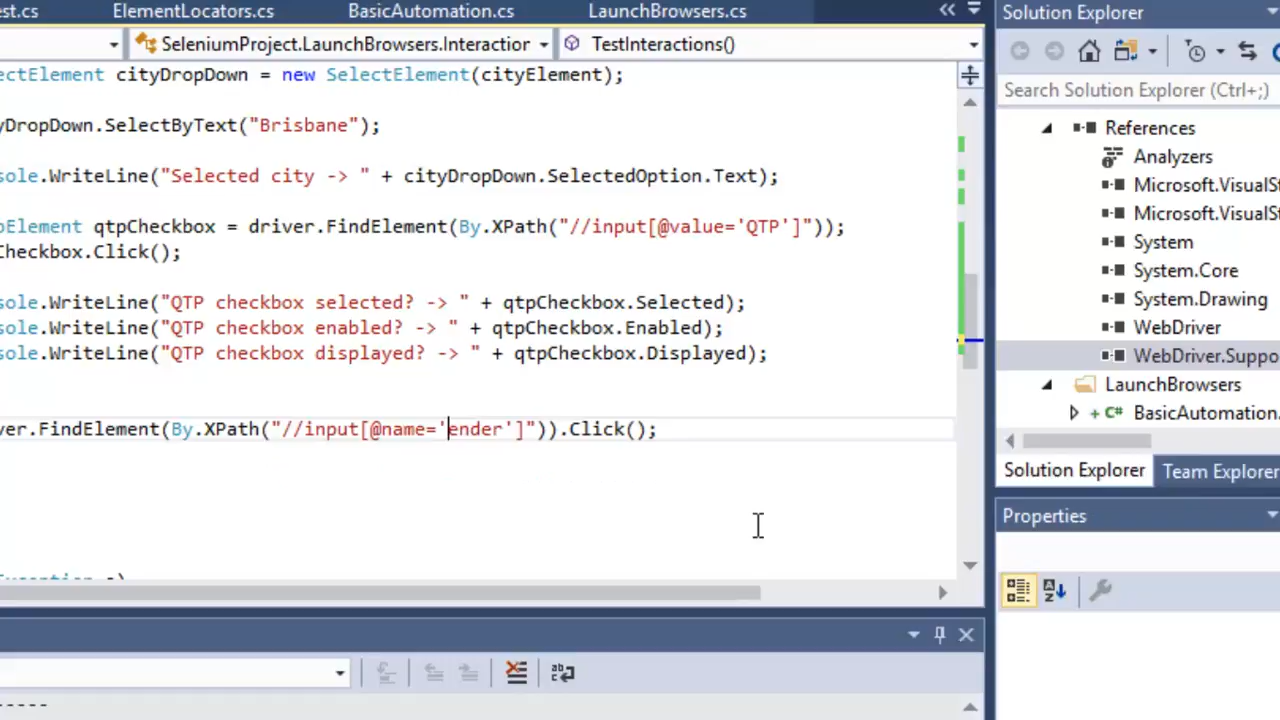 est.cs ElementLocators.cs BasicAutomation.cs LaunchBrowsers.cs
SeleniumProject.LaunchBrowsers.Interaction TestInteractions()
ectElement cityDropDown = new SelectElement(cityElement);
yDropDown.SelectByText("Brisbane");
sole.WriteLine("Selected city -> " + cityDropDown.SelectedOption.Text);
bElement qtpCheckbox = driver.FindElement(By.XPath("//input[@value='QTP']"));
Checkbox.Click();
sole.WriteLine("QTP checkbox selected? -> " + qtpCheckbox.Selected);
sole.WriteLine("QTP checkbox enabled? -> " + qtpCheckbox.Enabled);
sole.WriteLine("QTP checkbox displayed? -> " + qtpCheckbox.Displayed);
ver.FindElement(By.XPath("//input[@name='ender']")).Click();
-----
Solution Explorer
Search Solution Explorer (Ctrl+;)
References
Analyzers
Microsoft.VisualSt
Microsoft.VisualSt
System
System.Core
System.Drawing
WebDriver
WebDriver.Suppo
LaunchBrowsers
+ C# BasicAutomation.
Solution Explorer Team Explorer
Properties